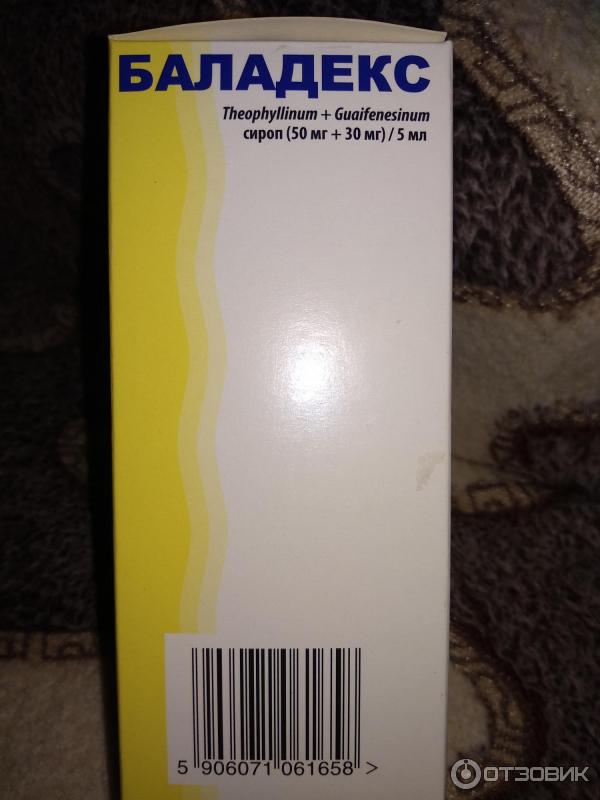 БАЛАДЕКС
Theophyllinum + Guaifenesinum
сироп (50 мг + 30 мг) / 5 мл
5 906071 061658 >
ОТЗОВИК